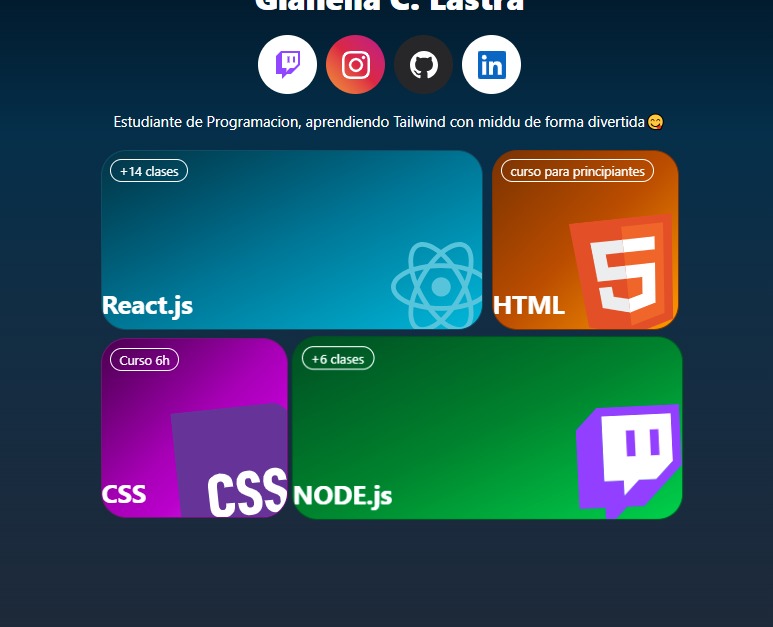 Gianella C. Lastra
in
Estudiante de Programacion, aprendiendo Tailwind con middu de forma divertida😋
+14 clases
React.js
curso para principiantes
HTML
5
Curso 6h
CSS
CSS
+6 clases
NODE.js